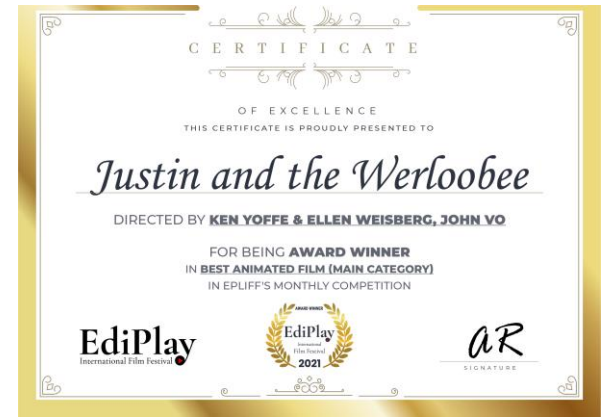 CERTIFICATE
OF EXCELLENCE
THIS CERTIFICATE IS PROUDLY PRESENTED TO
Justin and the Werloobee
DIRECTED BY KEN YOFFE & ELLEN WEISBERG, JOHN VO
FOR BEING AWARD WINNER
IN BEST ANIMATED FILM (MAIN CATEGORY)
IN EPLIFF'S MONTHLY COMPETITION
EdiPlay
International Film Festival
AWARD WINNER
EdiPlay
International
Film Festival
2021
aR
SIGNATURE